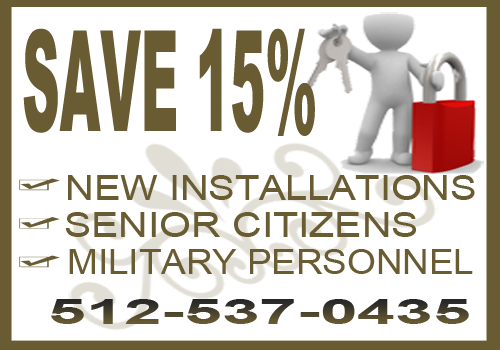 SAVE 15%
NEW INSTALLATIONS
SENIOR CITIZENS
MILITARY PERSONNEL
512-537-0435